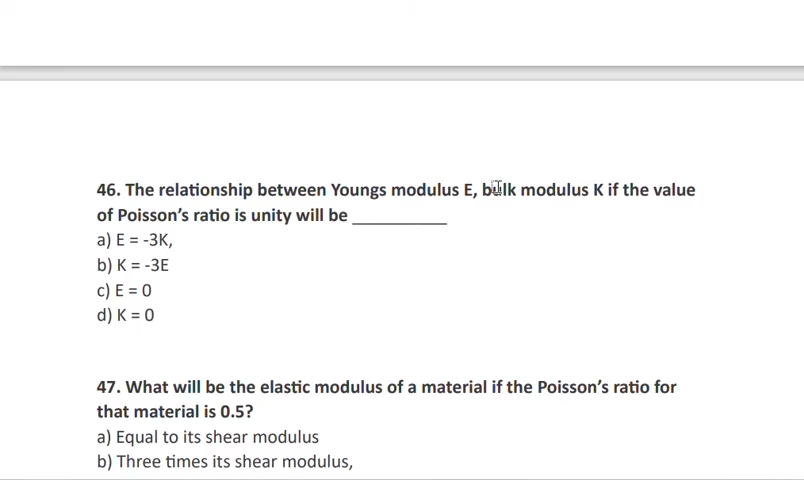 46. The relationship between Youngs modulus E, bulk modulus K if the value
of Poisson’s ratio is unity will be __________
a) E = -3K,
b) K = -3E
c) E = 0
d) K = 0
47. What will be the elastic modulus of a material if the Poisson’s ratio for
that material is 0.5?
a) Equal to its shear modulus
b) Three times its shear modulus,